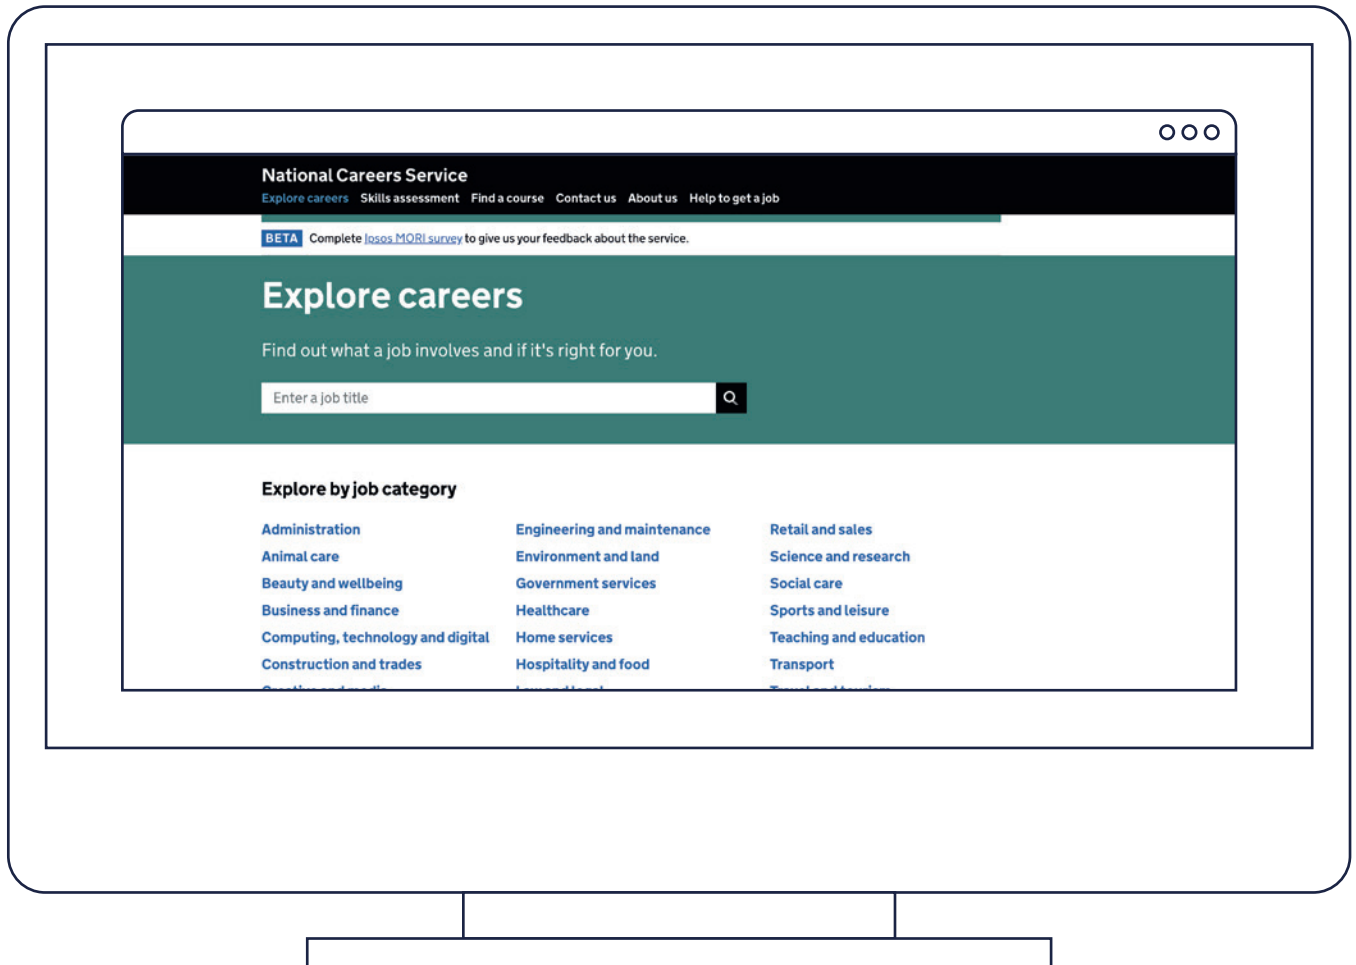 National Careers Service
Explore careers Skills assessment Find a course Contact us About us Help to get a job
BETA Complete Ipsos MORI survey to give us your feedback about the service.
Explore careers
Find out what a job involves and if it's right for you.
Enter a job title
Explore by job category
Administration
Animal care
Beauty and wellbeing
Business and finance
Computing, technology and digital
Construction and trades
Engineering and maintenance
Environment and land
Government services
Healthcare
Home services
Hospitality and food
Retail and sales
Science and research
Social care
Sports and leisure
Teaching and education
Transport